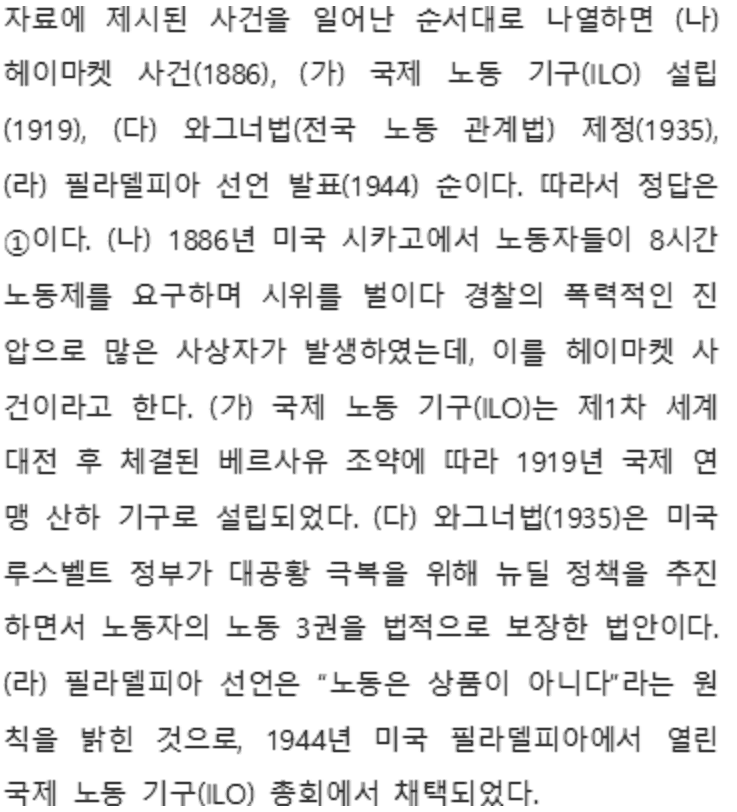 자료에 제시된 사건을 일어난 순서대로 나열하면 (나)
헤이마켓 사건(1886), (가) 국제 노동 기구(ILO) 설립
(1919), (다) 와그너법(전국 노동 관계법) 제정(1935),
(라) 필라델피아 선언 발표(1944) 순이다. 따라서 정답은
①이다. (나) 1886년 미국 시카고에서 노동자들이 8시간
노동제를 요구하며 시위를 벌이다 경찰의 폭력적인 진
압으로 많은 사상자가 발생하였는데, 이를 헤이마켓 사
건이라고 한다. (가) 국제 노동 기구(ILO)는 제1차 세계
대전 후 체결된 베르사유 조약에 따라 1919년 국제 연
맹 산하 기구로 설립되었다. (다) 와그너법(1935)은 미국
루스벨트 정부가 대공황 극복을 위해 뉴딜 정책을 추진
하면서 노동자의 노동 3권을 법적으로 보장한 법안이다.
(라) 필라델피아 선언은 “노동은 상품이 아니다”라는 원
칙을 밝힌 것으로, 1944년 미국 필라델피아에서 열린
국제 노동 기구(ILO) 총회에서 채택되었다.